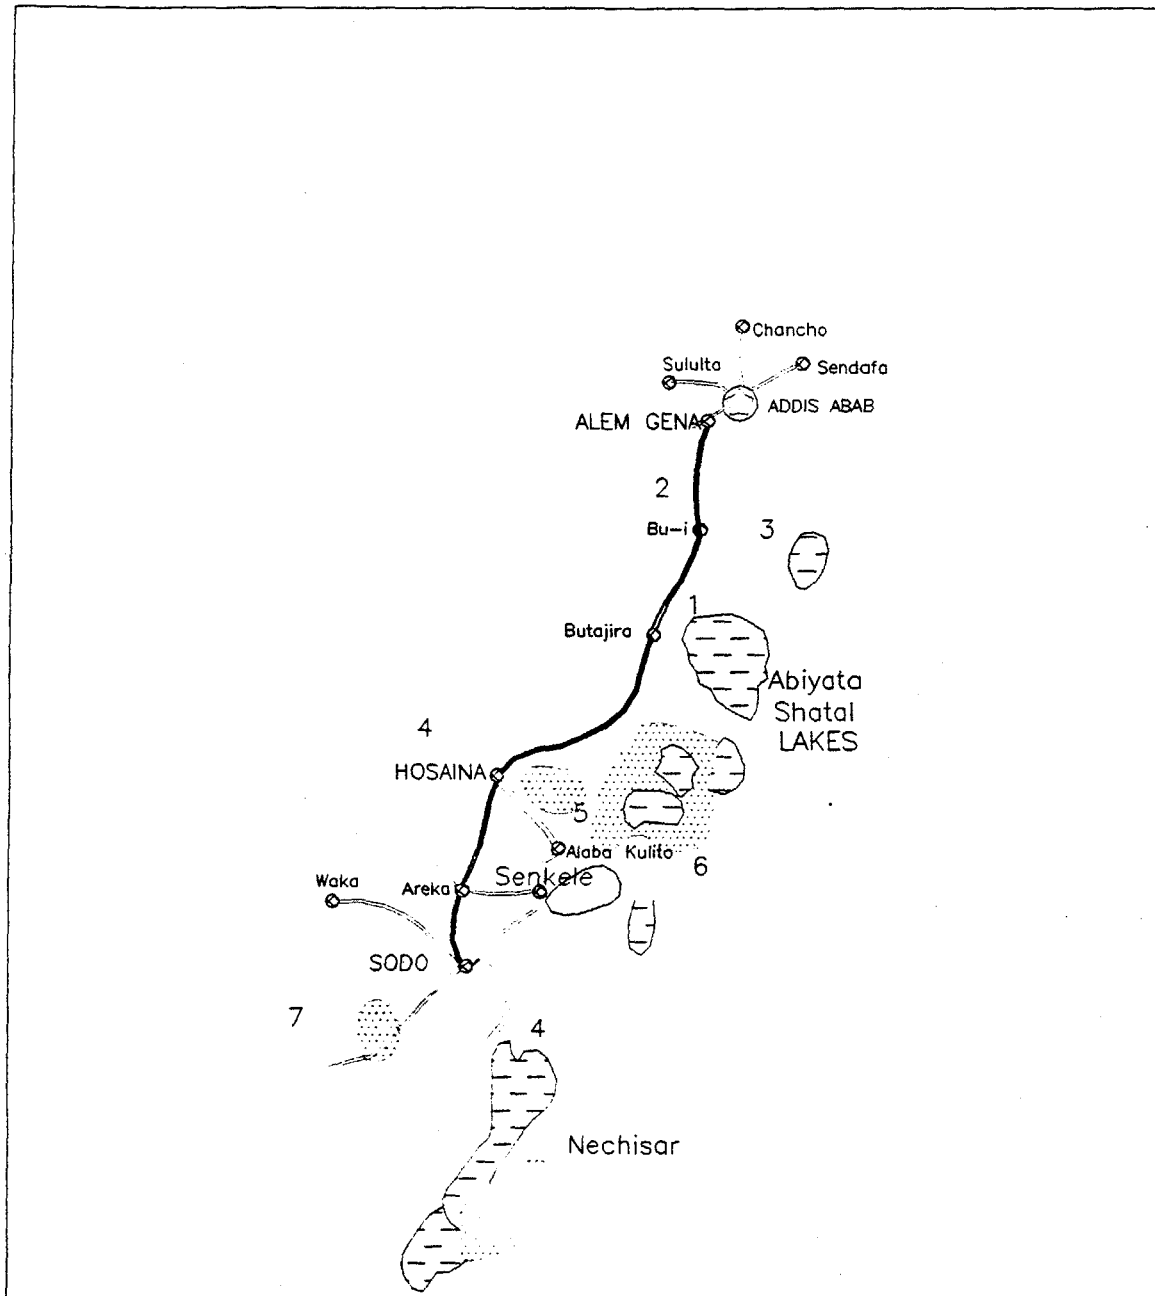 Chancho
Sululta
Sendafa
ADDIS ABAB
ALEM GENA
2
Bu-i
3
1
Butajira
Abiyata
Shatal
LAKES
4
HOSAINA
5
Alaba Kulito
6
Senkele
Waka
Areka
SODO
7
4
Nechisar